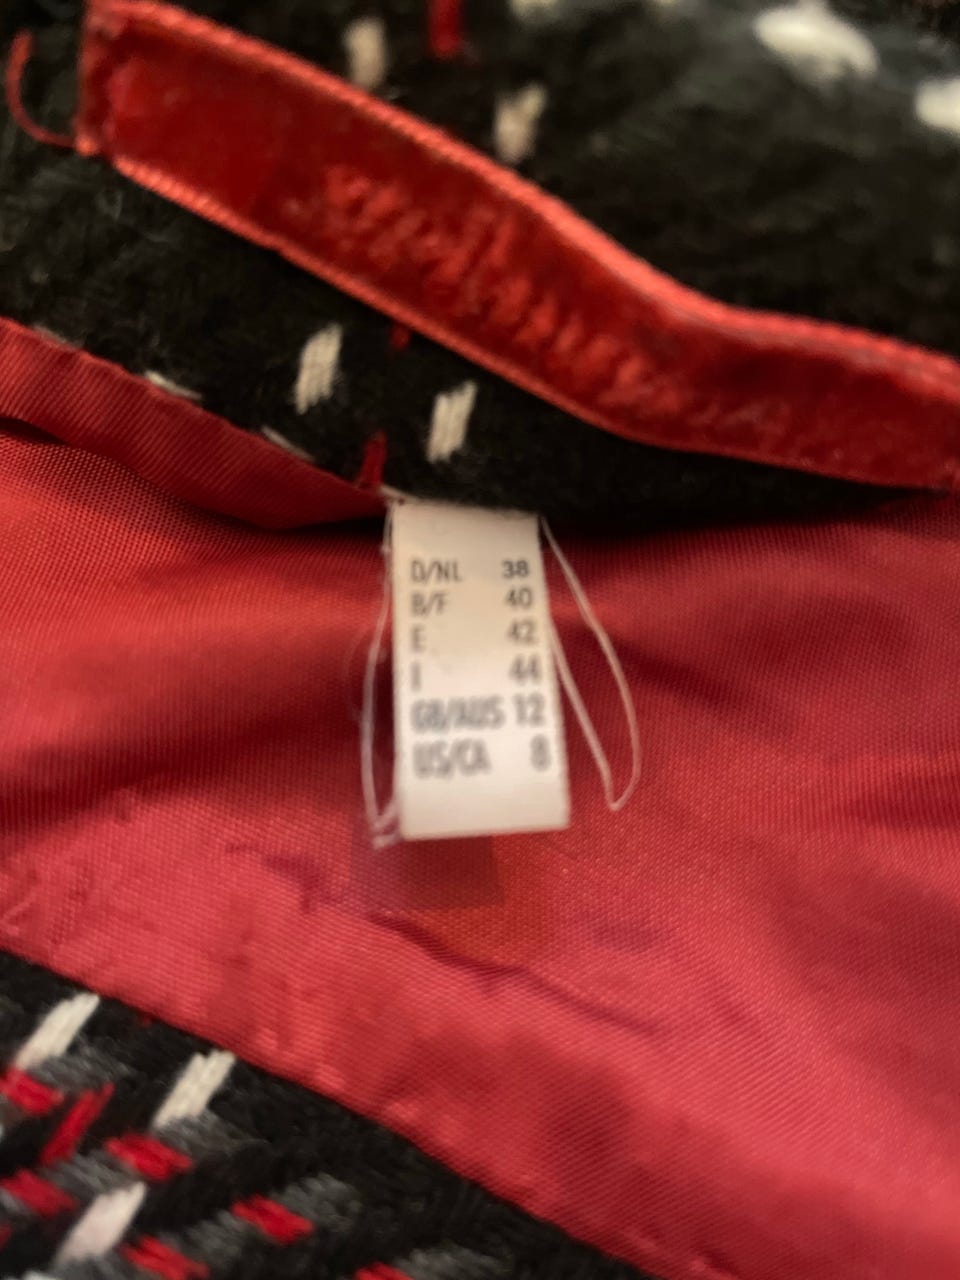 D/NL 38
B/F 40
E 42
I 44
GB/AUS 12
US/CA 8